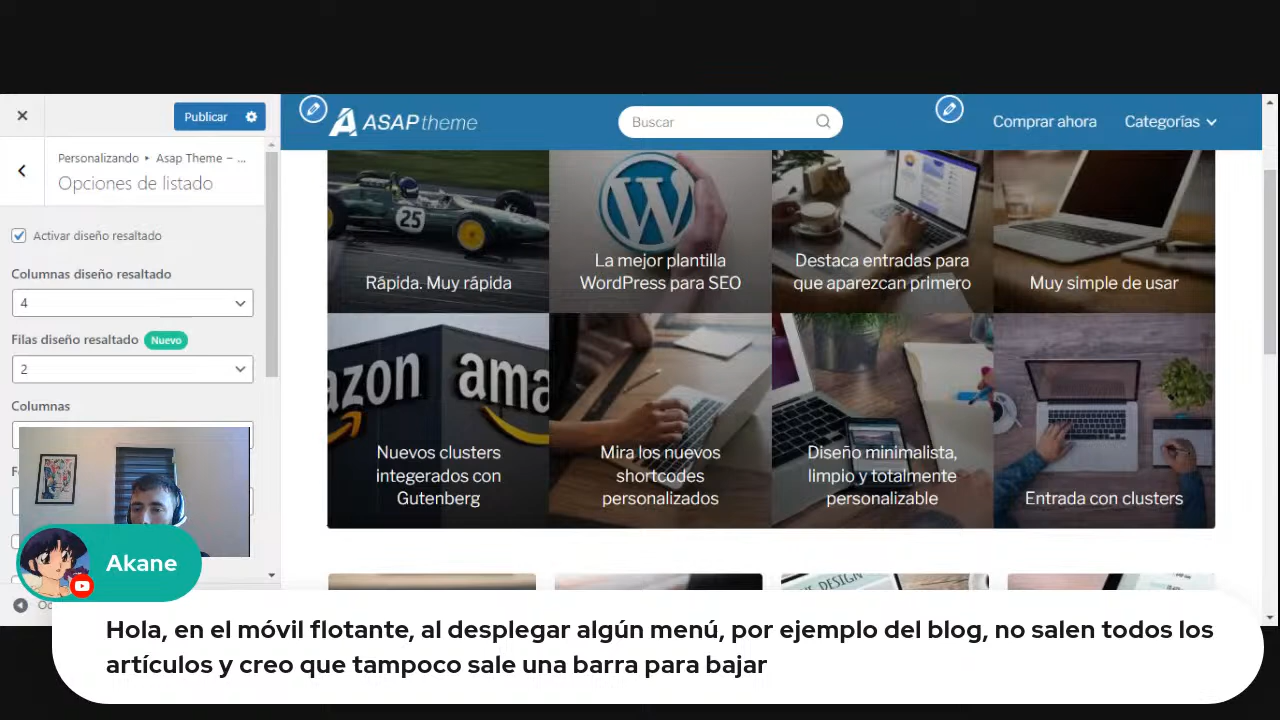 Publicar
ASAP theme
Buscar
Comprar ahora
Categorías
Personalizando ▸ Asap Theme – ...
Opciones de listado
Activar diseño resaltado
Columnas diseño resaltado
4
Filas diseño resaltado Nuevo
2
Columnas
25
Rápida. Muy rápida
La mejor plantilla
WordPress para SEO
Destaca entradas para
que aparezcan primero
Muy simple de usar
azon ama
Nuevos clusters
integerados con
Gutenberg
Mira los nuevos
shortcodes
personalizados
Diseño minimalista,
limpio y totalmente
personalizable
Entrada con clusters
DESIGN
Akane
Hola, en el móvil flotante, al desplegar algún menú, por ejemplo del blog, no salen todos los
artículos y creo que tampoco sale una barra para bajar